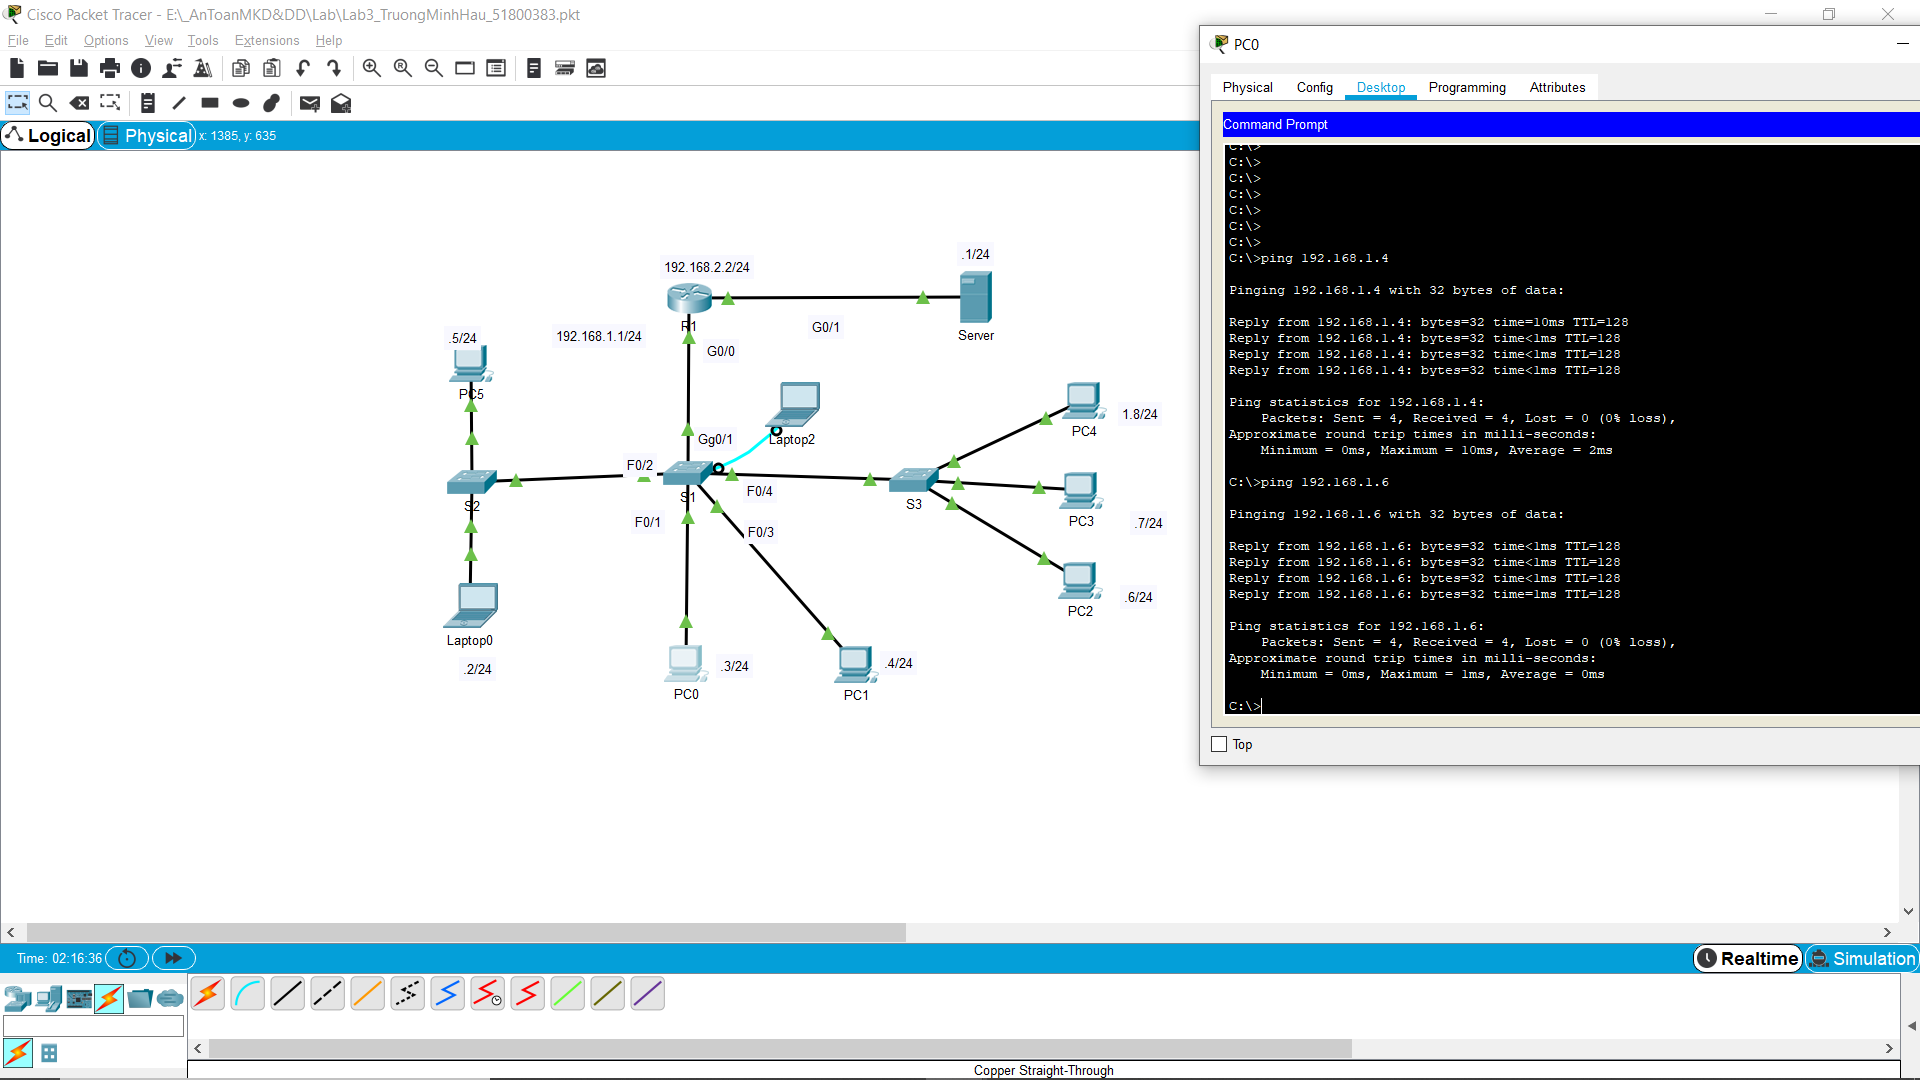 Cisco Packet Tracer - E:\_AnToanMKD&DD\Lab\Lab3_TruongMinhHau_51800383.pkt
File Edit Options View Tools Extensions Help
Logical Physical x: 1385, y: 635
192.168.2.2/24
.1/24
R1
G0/1
Server
192.168.1.1/24
G0/0
.5/24
PC5
Gg0/1
Laptop2
1.8/24
PC4
F0/2
S2
S1
F0/4
S3
F0/1
F0/3
PC3
.7/24
PC2
.6/24
Laptop0
.2/24
PC0
.3/24
PC1
.4/24
PC0
Physical Config Desktop Programming Attributes
Command Prompt
C:\>
C:\>
C:\>
C:\>
C:\>
C:\>
C:\>
C:\>ping 192.168.1.4
Pinging 192.168.1.4 with 32 bytes of data:
Reply from 192.168.1.4: bytes=32 time=10ms TTL=128
Reply from 192.168.1.4: bytes=32 time<1ms TTL=128
Reply from 192.168.1.4: bytes=32 time<1ms TTL=128
Reply from 192.168.1.4: bytes=32 time<1ms TTL=128
Ping statistics for 192.168.1.4:
Packets: Sent = 4, Received = 4, Lost = 0 (0% loss),
Approximate round trip times in milli-seconds:
Minimum = 0ms, Maximum = 10ms, Average = 2ms
C:\>ping 192.168.1.6
Pinging 192.168.1.6 with 32 bytes of data:
Reply from 192.168.1.6: bytes=32 time<1ms TTL=128
Reply from 192.168.1.6: bytes=32 time<1ms TTL=128
Reply from 192.168.1.6: bytes=32 time<1ms TTL=128
Reply from 192.168.1.6: bytes=32 time=1ms TTL=128
Ping statistics for 192.168.1.6:
Packets: Sent = 4, Received = 4, Lost = 0 (0% loss),
Approximate round trip times in milli-seconds:
Minimum = 0ms, Maximum = 1ms, Average = 0ms
C:\>
Top
Time: 02:16:36
Realtime Simulation
Copper Straight-Through